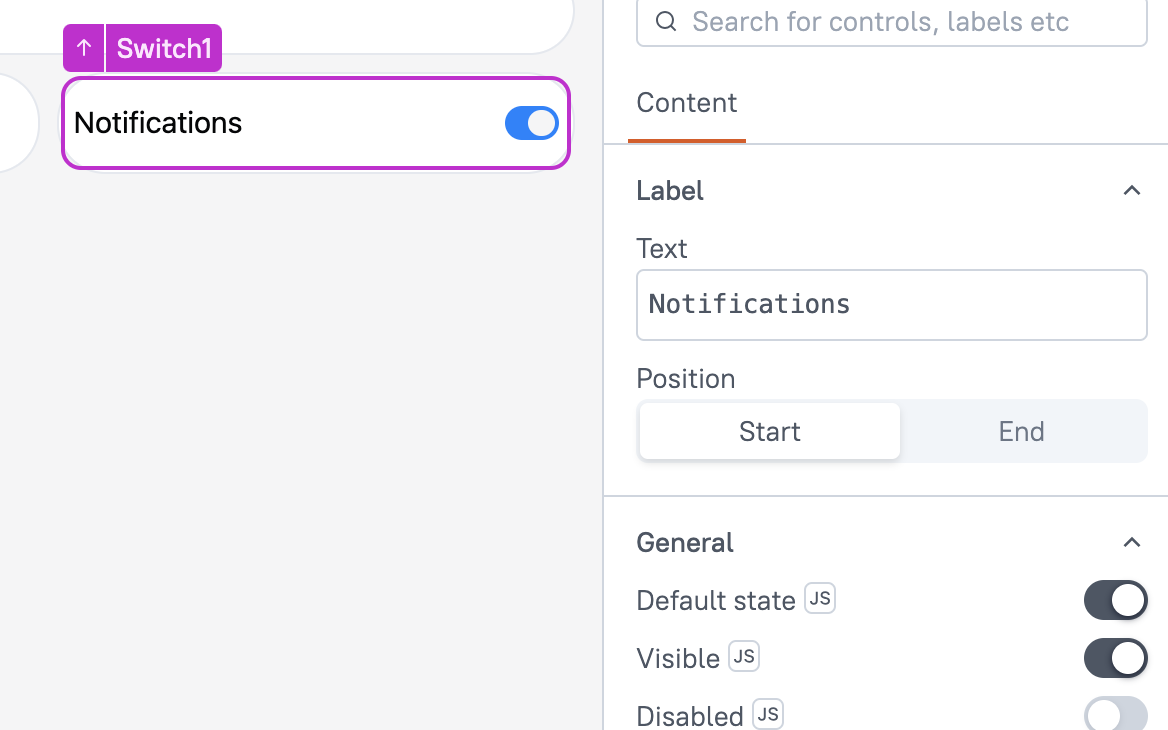 Switch1
Notifications
Search for controls, labels etc
Content
Label
Text
Notifications
Position
Start End
General
Default state JS
Visible JS
Disabled JS